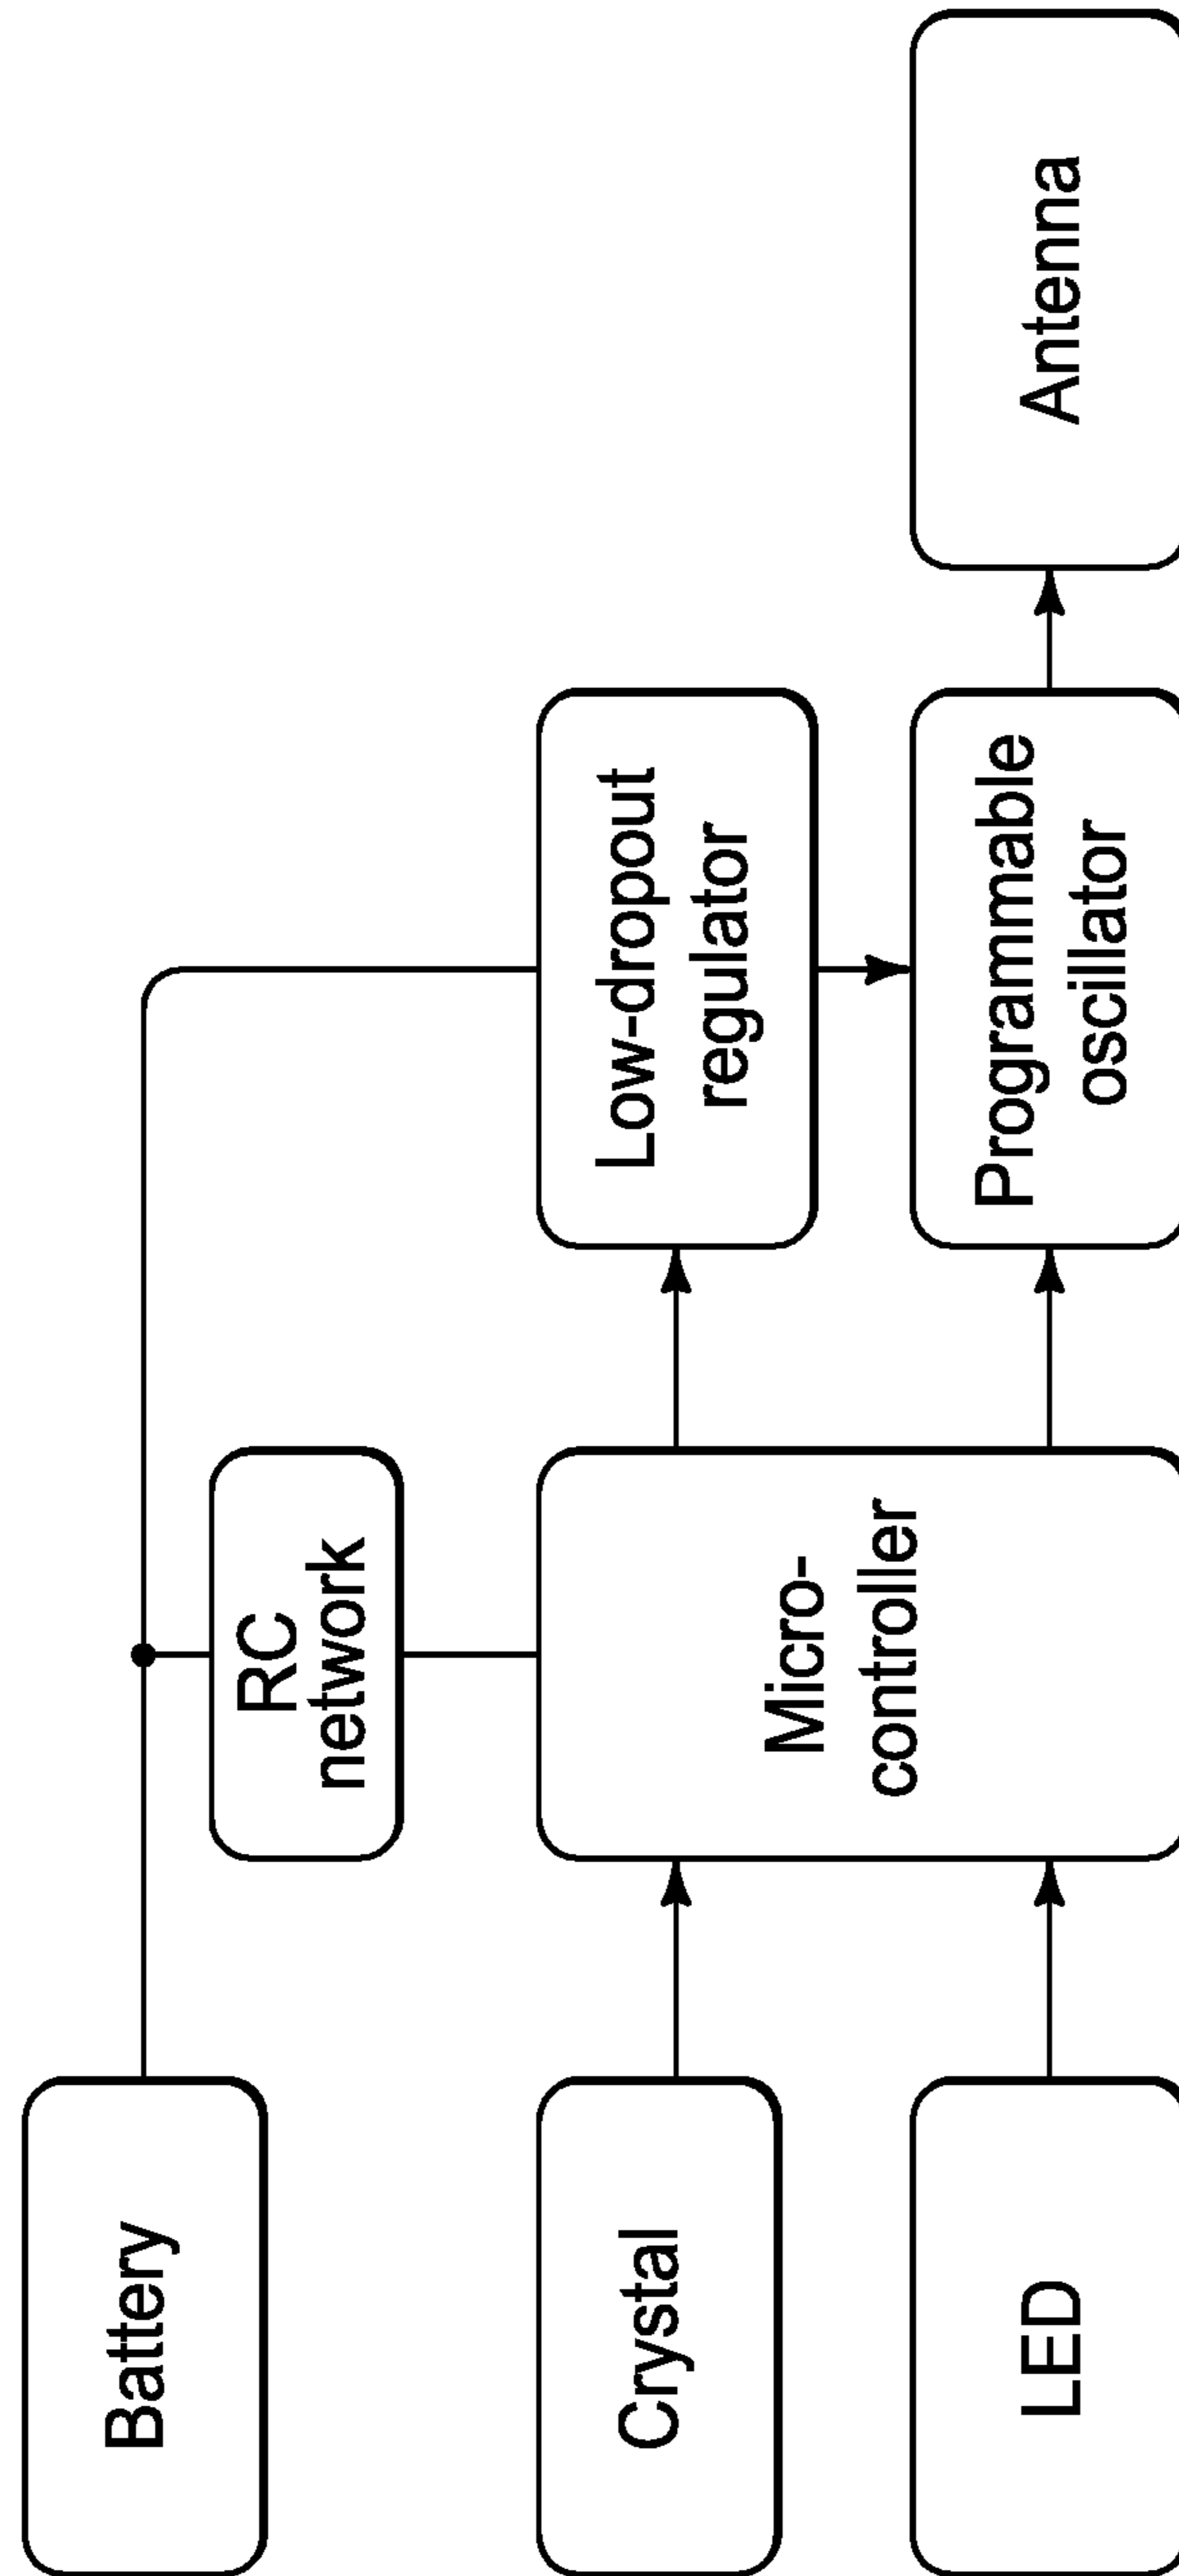 Battery
RC
network
Crystal
Micro-
controller
Low-dropout
regulator
LED
Programmable
oscillator
Antenna